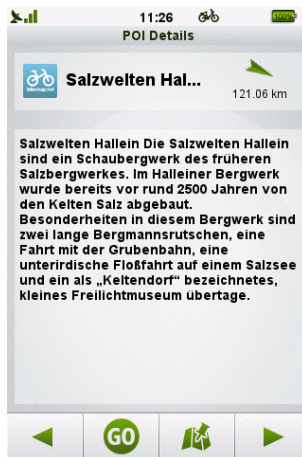 11:26
100%
POI Details
bikemap.net
Salzwelten Hal...
121.06 km
Salzwelten Hallein Die Salzwelten Hallein
sind ein Schaubergwerk des früheren
Salzbergwerkes. Im Halleiner Bergwerk
wurde bereits vor rund 2500 Jahren von
den Kelten Salz abgebaut.
Besonderheiten in diesem Bergwerk sind
zwei lange Bergmannsrutschen, eine
Fahrt mit der Grubenbahn, eine
unterirdische Floßfahrt auf einem Salzsee
und ein als „Keltendorf” bezeichnetes,
kleines Freilichtmuseum übertage.
GO